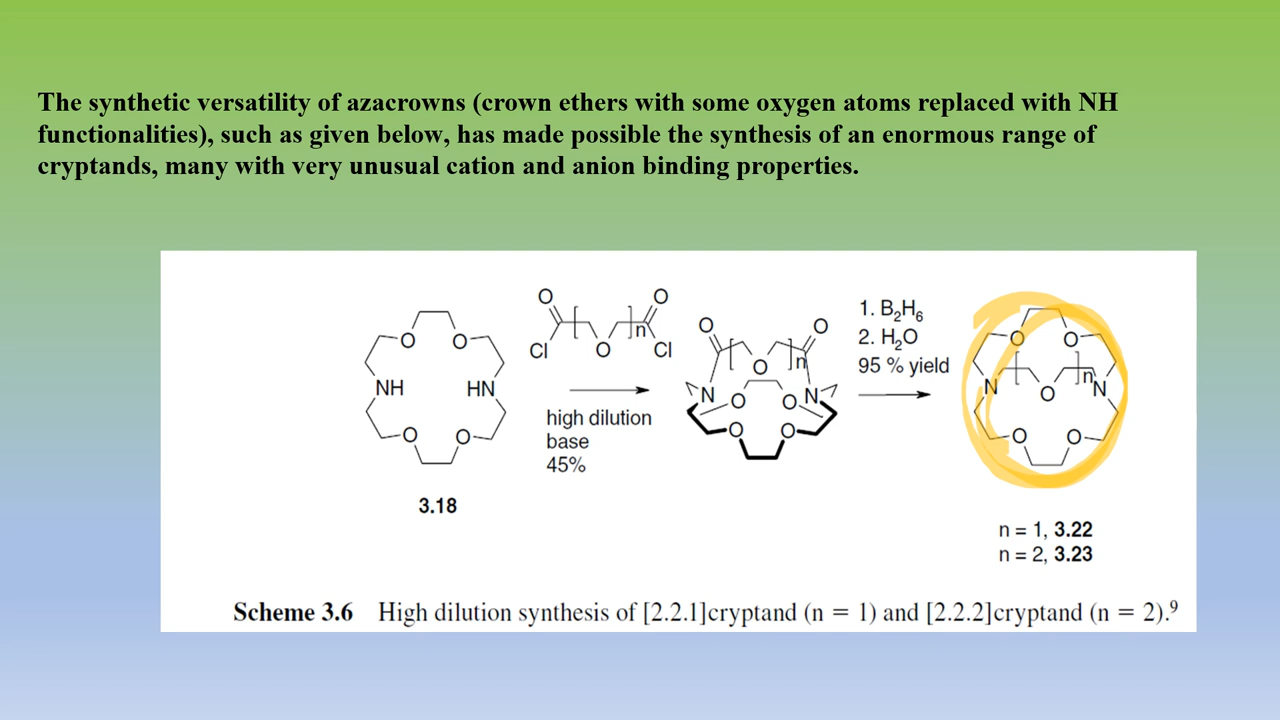 The synthetic versatility of azacrowns (crown ethers with some oxygen atoms replaced with NH
functionalities), such as given below, has made possible the synthesis of an enormous range of
cryptands, many with very unusual cation and anion binding properties.
O O
NH HN
O O
3.18
O O
[ ]n
Cl O Cl
high dilution
base
45%
O O
[ O ]n
N O O N
O O
1. B₂H₆
2. H₂O
95 % yield
O O
N [ O ]n N
O O
n = 1, 3.22
n = 2, 3.23
Scheme 3.6 High dilution synthesis of [2.2.1]cryptand (n = 1) and [2.2.2]cryptand (n = 2).⁹